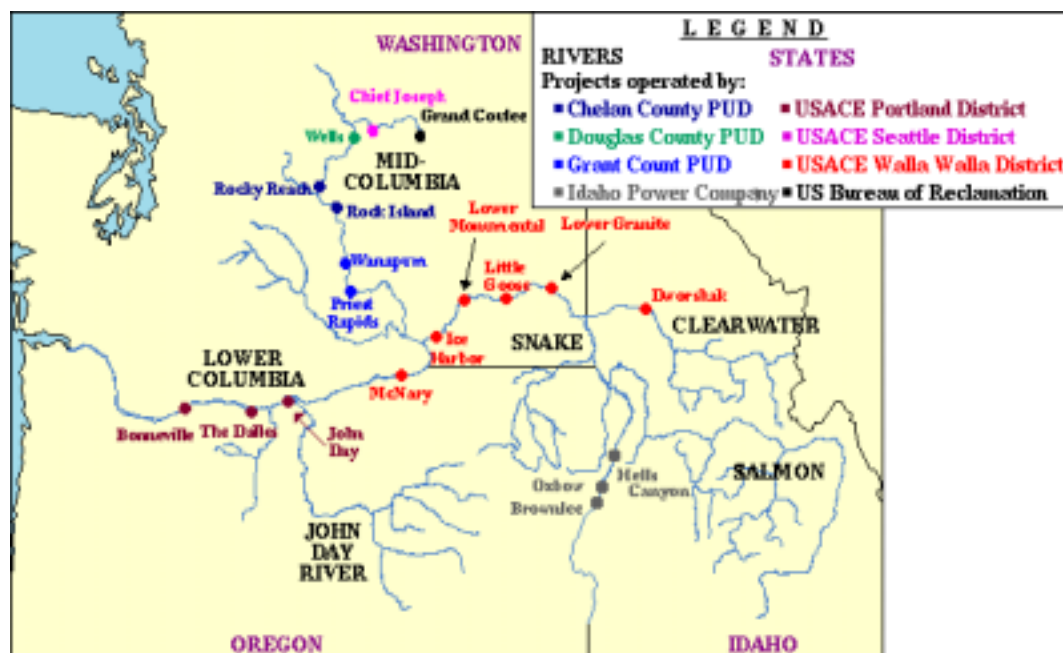 L E G E N D
RIVERS
STATES
Projects operated by:
Chelan County PUD
USACE Portland District
Douglas County PUD
USACE Seattle District
Grant Count PUD
USACE Walla Walla District
Idaho Power Company
US Bureau of Reclamation
WASHINGTON
Chief Joseph
Grand Coulee
Wells
MID-
COLUMBIA
Rocky Reach
Rock Island
Lower
Monumental
Lower Granite
Wanapum
Little
Goose
Priest
Rapids
Dworshak
CLEARWATER
Ice
Harbor
SNAKE
LOWER
COLUMBIA
McNary
Bonneville
The Dalles
John
Day
Hells
Canyon
Oxbow
Brownlee
SALMON
JOHN
DAY
RIVER
OREGON
IDAHO